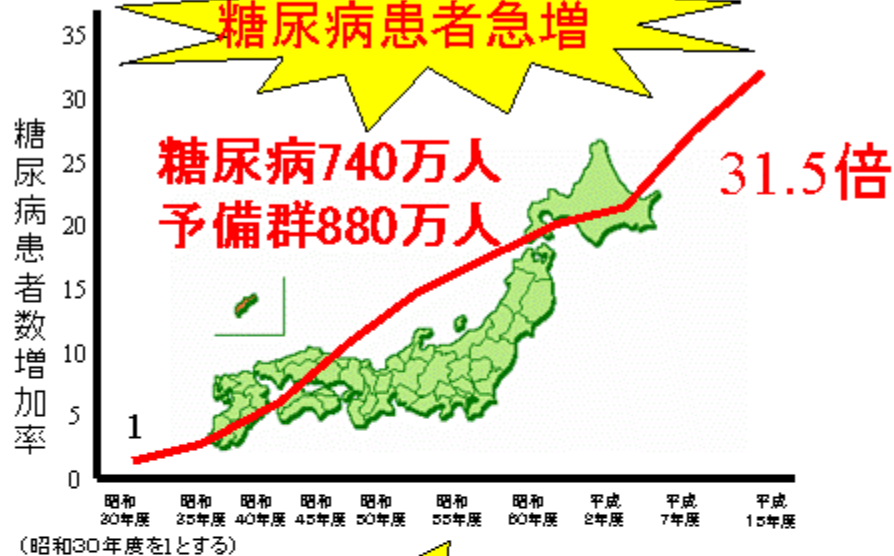 糖尿病患者急増
糖尿病740万人
予備群880万人
31.5倍
糖尿病患者数増加率
35
30
25
20
15
10
5
0
1
昭和30年度
昭和35年度
昭和40年度
昭和45年度
昭和50年度
昭和55年度
昭和60年度
平成2年度
平成7年度
平成15年度
(昭和30年度を1とする)